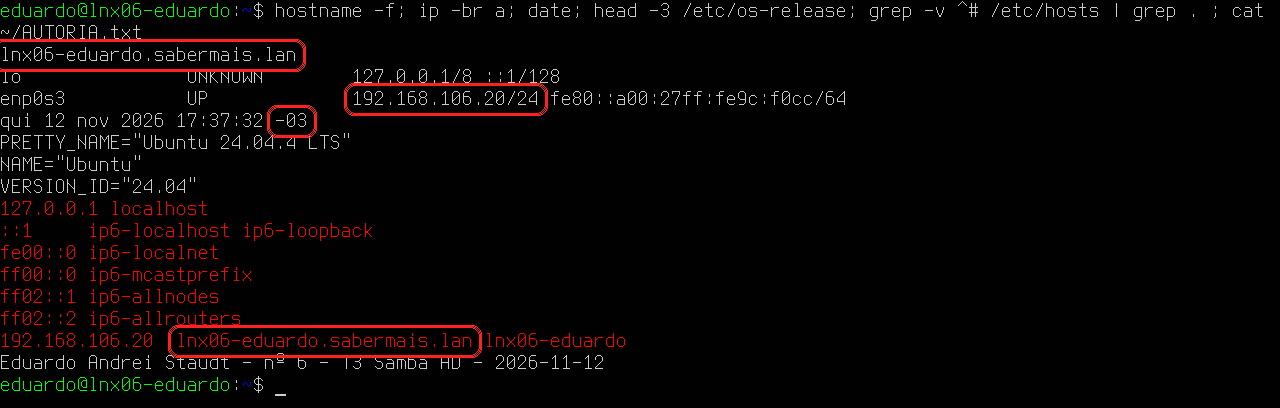 eduardo@lnx06-eduardo:~$ hostname -f; ip -br a; date; head -3 /etc/os-release; grep -v ^# /etc/hosts | grep . ; cat
~/AUTORIA.txt
lnx06-eduardo.sabermais.lan
lo UNKNOWN 127.0.0.1/8 ::1/128
enp0s3 UP 192.168.106.20/24 fe80::a00:27ff:fe9c:f0cc/64
qui 12 nov 2026 17:37:32 -03
PRETTY_NAME="Ubuntu 24.04.4 LTS"
NAME="Ubuntu"
VERSION_ID="24.04"
127.0.0.1 localhost
::1 ip6-localhost ip6-loopback
fe00::0 ip6-localnet
ff00::0 ip6-mcastprefix
ff02::1 ip6-allnodes
ff02::2 ip6-allrouters
192.168.106.20 lnx06-eduardo.sabermais.lan lnx06-eduardo
Eduardo Andrei Staudt - nº 6 - T3 Samba AD - 2026-11-12
eduardo@lnx06-eduardo:~$ _